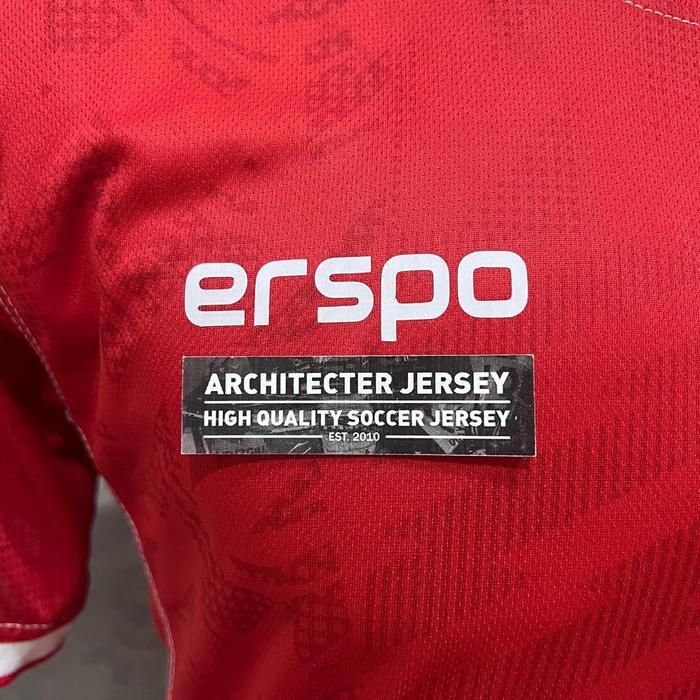 erspo
ARCHITECTER JERSEY
HIGH QUALITY SOCCER JERSEY
EST. 2010